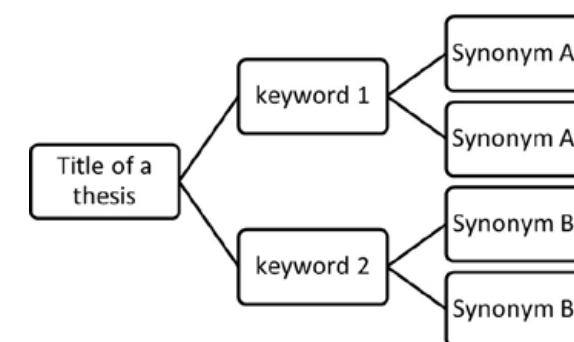 Synonym A
keyword 1
Synonym A
Title of a
thesis
Synonym B
keyword 2
Synonym B